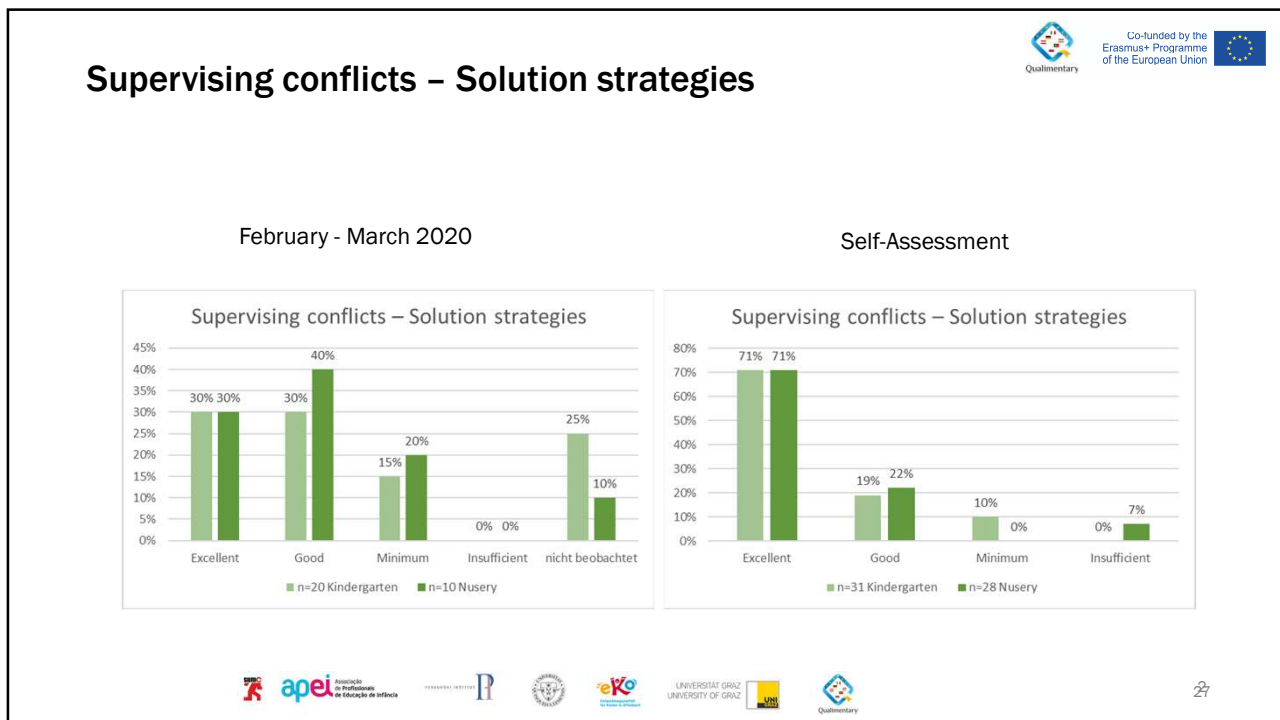 Supervising conflicts – Solution strategies
Qualimentary
Co-funded by the
Erasmus+ Programme
of the European Union
February - March 2020
Self-Assessment
Supervising conflicts – Solution strategies
45%
40%
35%
30%
25%
20%
15%
10%
5%
0%
30% 30%
30%
40%
15%
20%
0% 0%
25%
10%
Excellent
Good
Minimum
Insufficient
nicht beobachtet
n=20 Kindergarten
n=10 Nusery
Supervising conflicts – Solution strategies
80%
70%
60%
50%
40%
30%
20%
10%
0%
71% 71%
19%
22%
10%
0%
0%
7%
Excellent
Good
Minimum
Insufficient
n=31 Kindergarten
n=28 Nusery
apei
Associação
de Profissionais
de Educação de Infância
eKo
UNIVERSITÄT GRAZ
UNIVERSITY OF GRAZ
UNI
GRAZ
Qualimentary